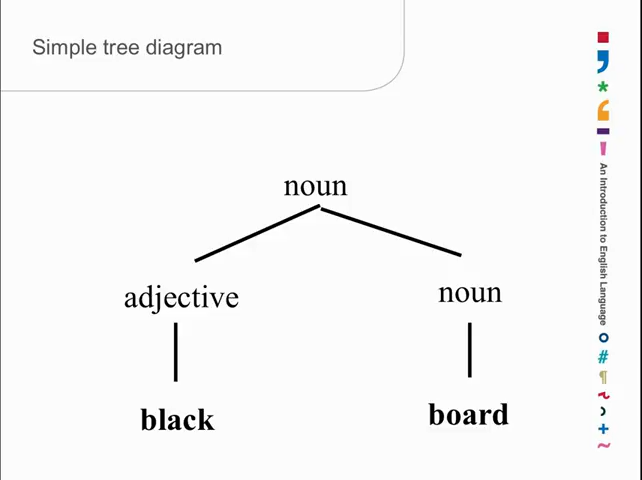 Simple tree diagram
noun
adjective
noun
black
board
An Introduction to English Language